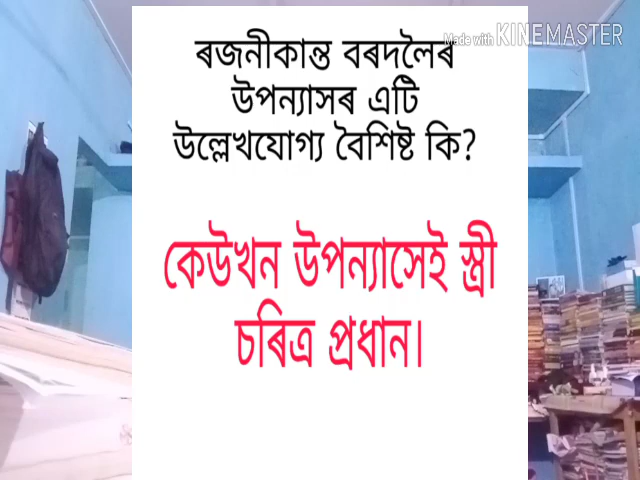 Made with KINEMASTER
ৰজনীকান্ত বৰদলৈৰ
উপন্যাসৰ এটি
উল্লেখযোগ্য বৈশিষ্ট কি?
কেউখন উপন্যাসেই স্ত্ৰী
চৰিত্ৰ প্ৰধান।